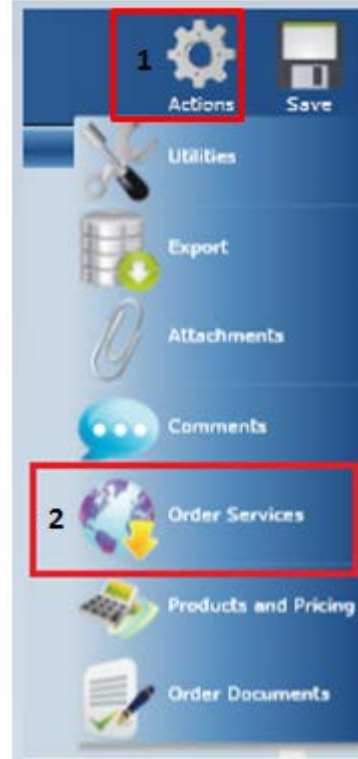 1
Actions Save
Utilities
Export
Attachments
Comments
2 Order Services
Products and Pricing
Order Documents